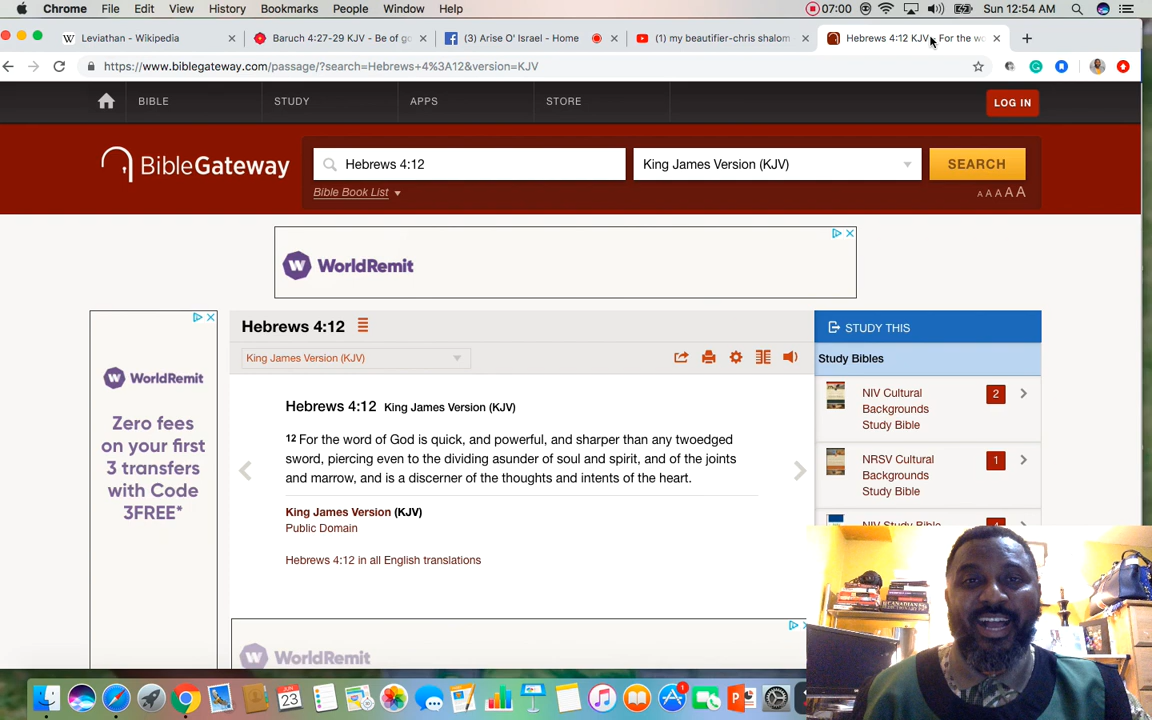 Chrome File Edit View History Bookmarks People Window Help 07:00 Sun 12:54 AM
Leviathan - Wikipedia Baruch 4:27-29 KJV - Be of go (3) Arise O' Israel - Home (1) my beautifier-chris shalom Hebrews 4:12 KJV - For the wo
https://www.biblegateway.com/passage/?search=Hebrews+4%3A12&version=KJV
BIBLE STUDY APPS STORE LOG IN
BibleGateway Hebrews 4:12 King James Version (KJV) SEARCH
Bible Book List A A A A A
WorldRemit
Hebrews 4:12
King James Version (KJV)
Hebrews 4:12 King James Version (KJV)
12 For the word of God is quick, and powerful, and sharper than any twoedged
sword, piercing even to the dividing asunder of soul and spirit, and of the joints
and marrow, and is a discerner of the thoughts and intents of the heart.
King James Version (KJV)
Public Domain
Hebrews 4:12 in all English translations
WorldRemit
WorldRemit
Zero fees
on your first
3 transfers
with Code
3FREE*
STUDY THIS
Study Bibles
NIV Cultural 2
Backgrounds
Study Bible
NRSV Cultural 1
Backgrounds
Study Bible
NIV Study Bible
JUN
23
1